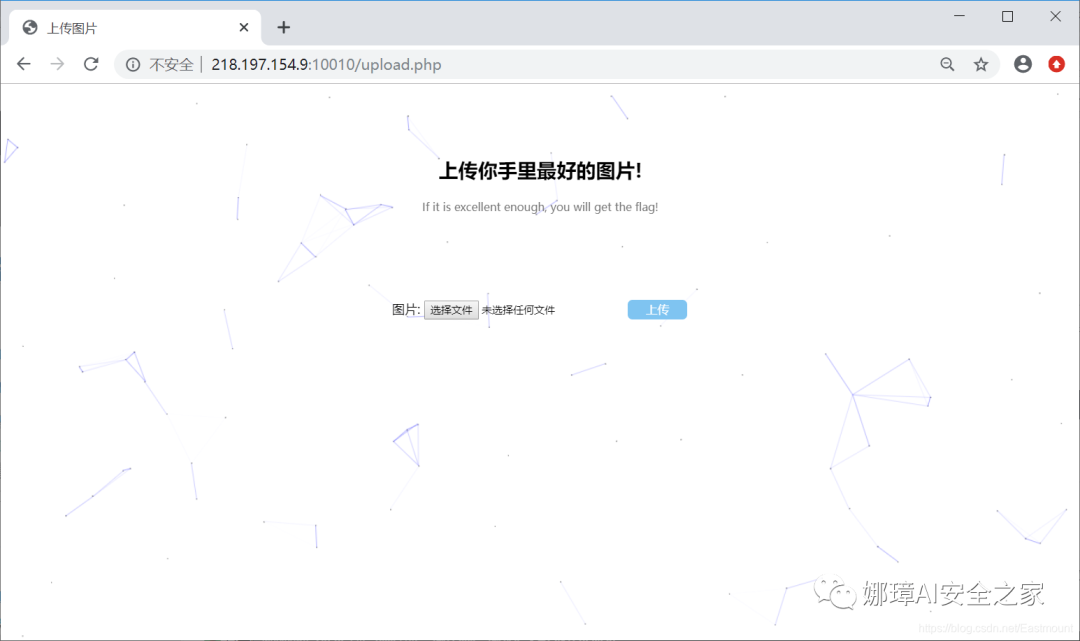 上传图片
不安全 | 218.197.154.9:10010/upload.php
上传你手里最好的图片!
If it is excellent enough, you will get the flag!
图片: 选择文件 未选择任何文件 上传
娜璋AI安全之家
https://blog.csdn.net/Eastmount